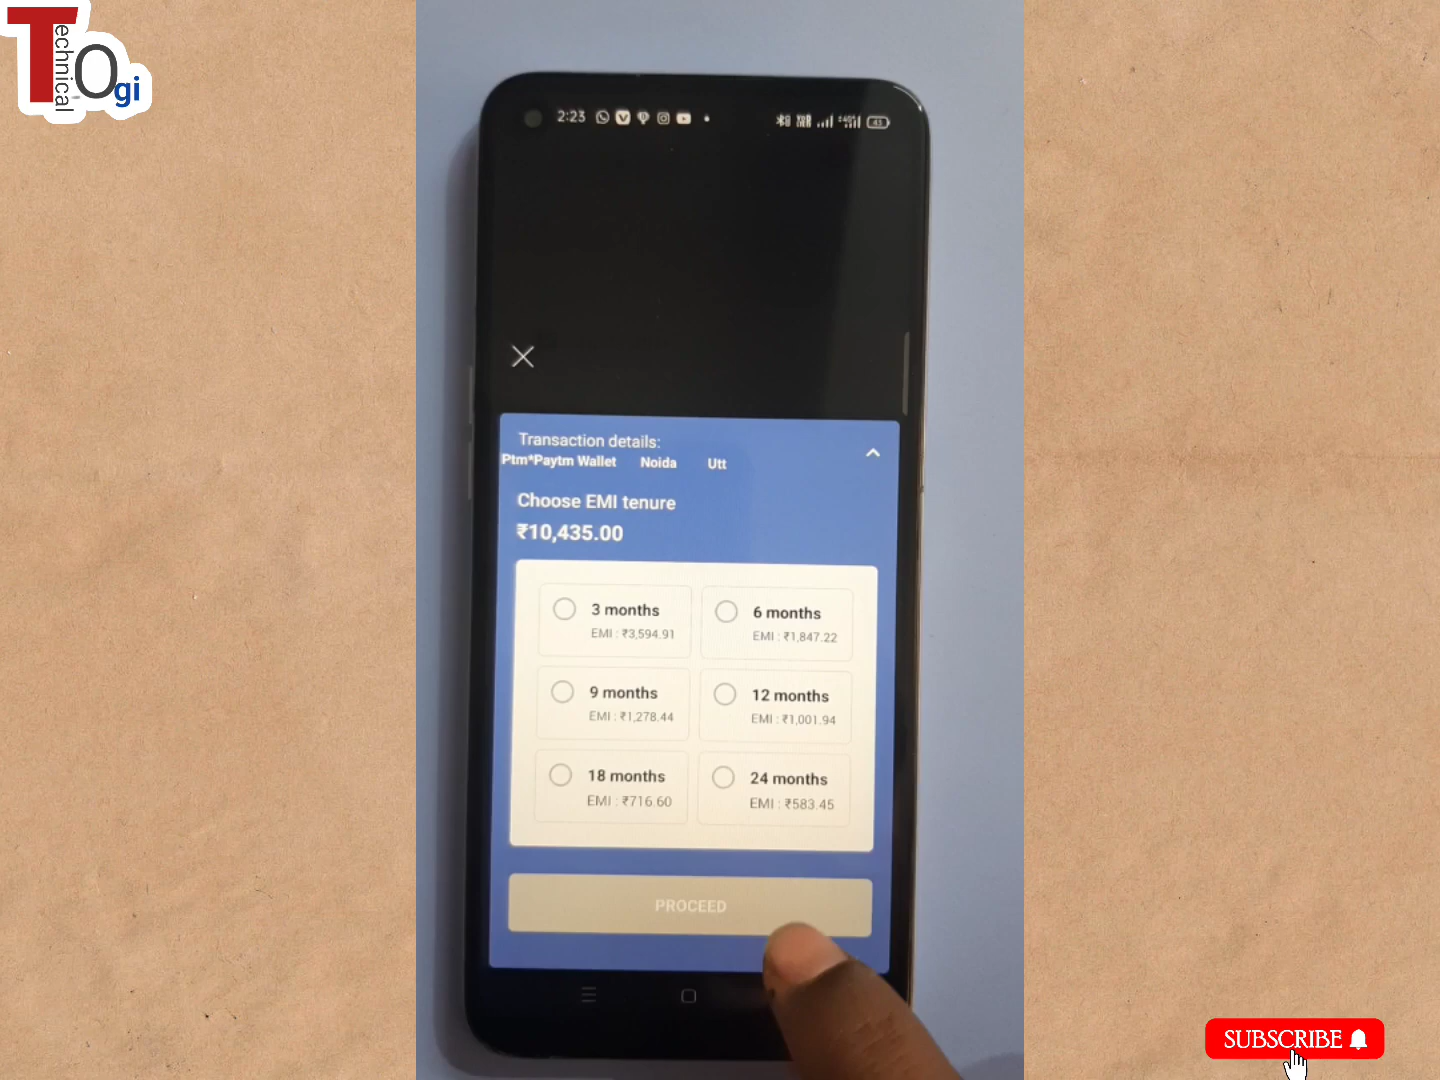 Technical Ogi
2:23
43
Transaction details:
Ptm*Paytm Wallet Noida Utt
Choose EMI tenure
₹10,435.00
3 months
EMI : ₹3,594.91
6 months
EMI : ₹1,847.22
9 months
EMI : ₹1,278.44
12 months
EMI : ₹1,001.94
18 months
EMI : ₹716.60
24 months
EMI : ₹583.45
PROCEED
SUBSCRIBE